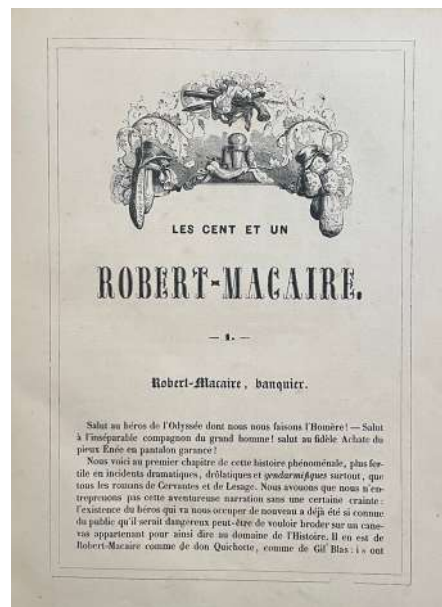 LES CENT ET UN
ROBERT-MACAIRE.
— 1. —
Robert-Macaire, banquier.
Salut au héros de l'Odyssée dont nous nous faisons l'Homère! — Salut
à l'inséparable compagnon du grand homme! salut au fidèle Achate du
pieux Énée en pantalon garance!
Nous voici au premier chapitre de cette histoire phénoménale, plus fer-
tile en incidents dramatiques, drôlatiques et gendarmifiques surtout, que
tous les romans de Cervantes et de Lesage. Nous avouons que nous n'en-
treprenons pas cette aventureuse narration sans une certaine crainte:
l'existence du héros qui va nous occuper de nouveau a déjà été si connue
du public qu'il serait dangereux peut-être de vouloir broder sur un cane-
vas appartenant pour ainsi dire au domaine de l'Histoire. Il en est de
Robert-Macaire comme de don Quichotte, comme de Gil Blas: ont